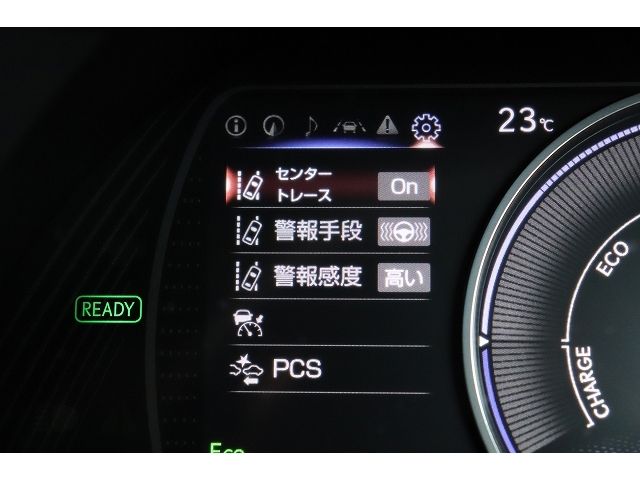 23℃
センター
トレース
On
警報手段
警報感度
高い
READY
PCS
ECO
CHARGE
Eco